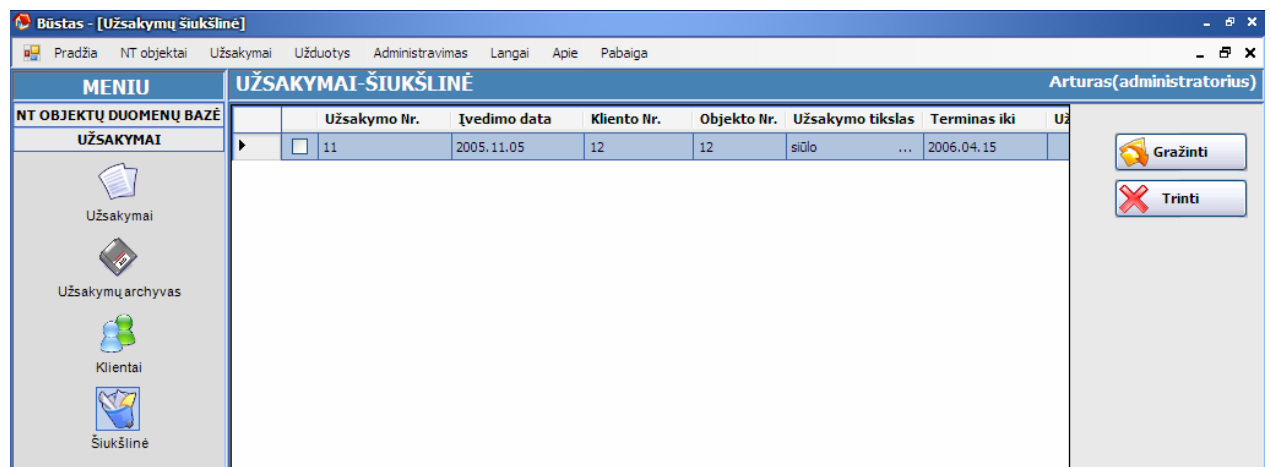 Būstas - [Užsakymų šiukšlinė]
Pradžia NT objektai Užsakymai Užduotys Administravimas Langai Apie Pabaiga
MENIU
UŽSAKYMAI-ŠIUKŠLINĖ Arturas(administratorius)
NT OBJEKTŲ DUOMENŲ BAZĖ
UŽSAKYMAI
Užsakymo Nr. Įvedimo data Kliento Nr. Objekto Nr. Užsakymo tikslas Terminas iki Už
11 2005.11.05 12 12 siūlo ... 2006.04.15
Gražinti
Trinti
Užsakymai
Užsakymų archyvas
Klientai
Šiukšlinė